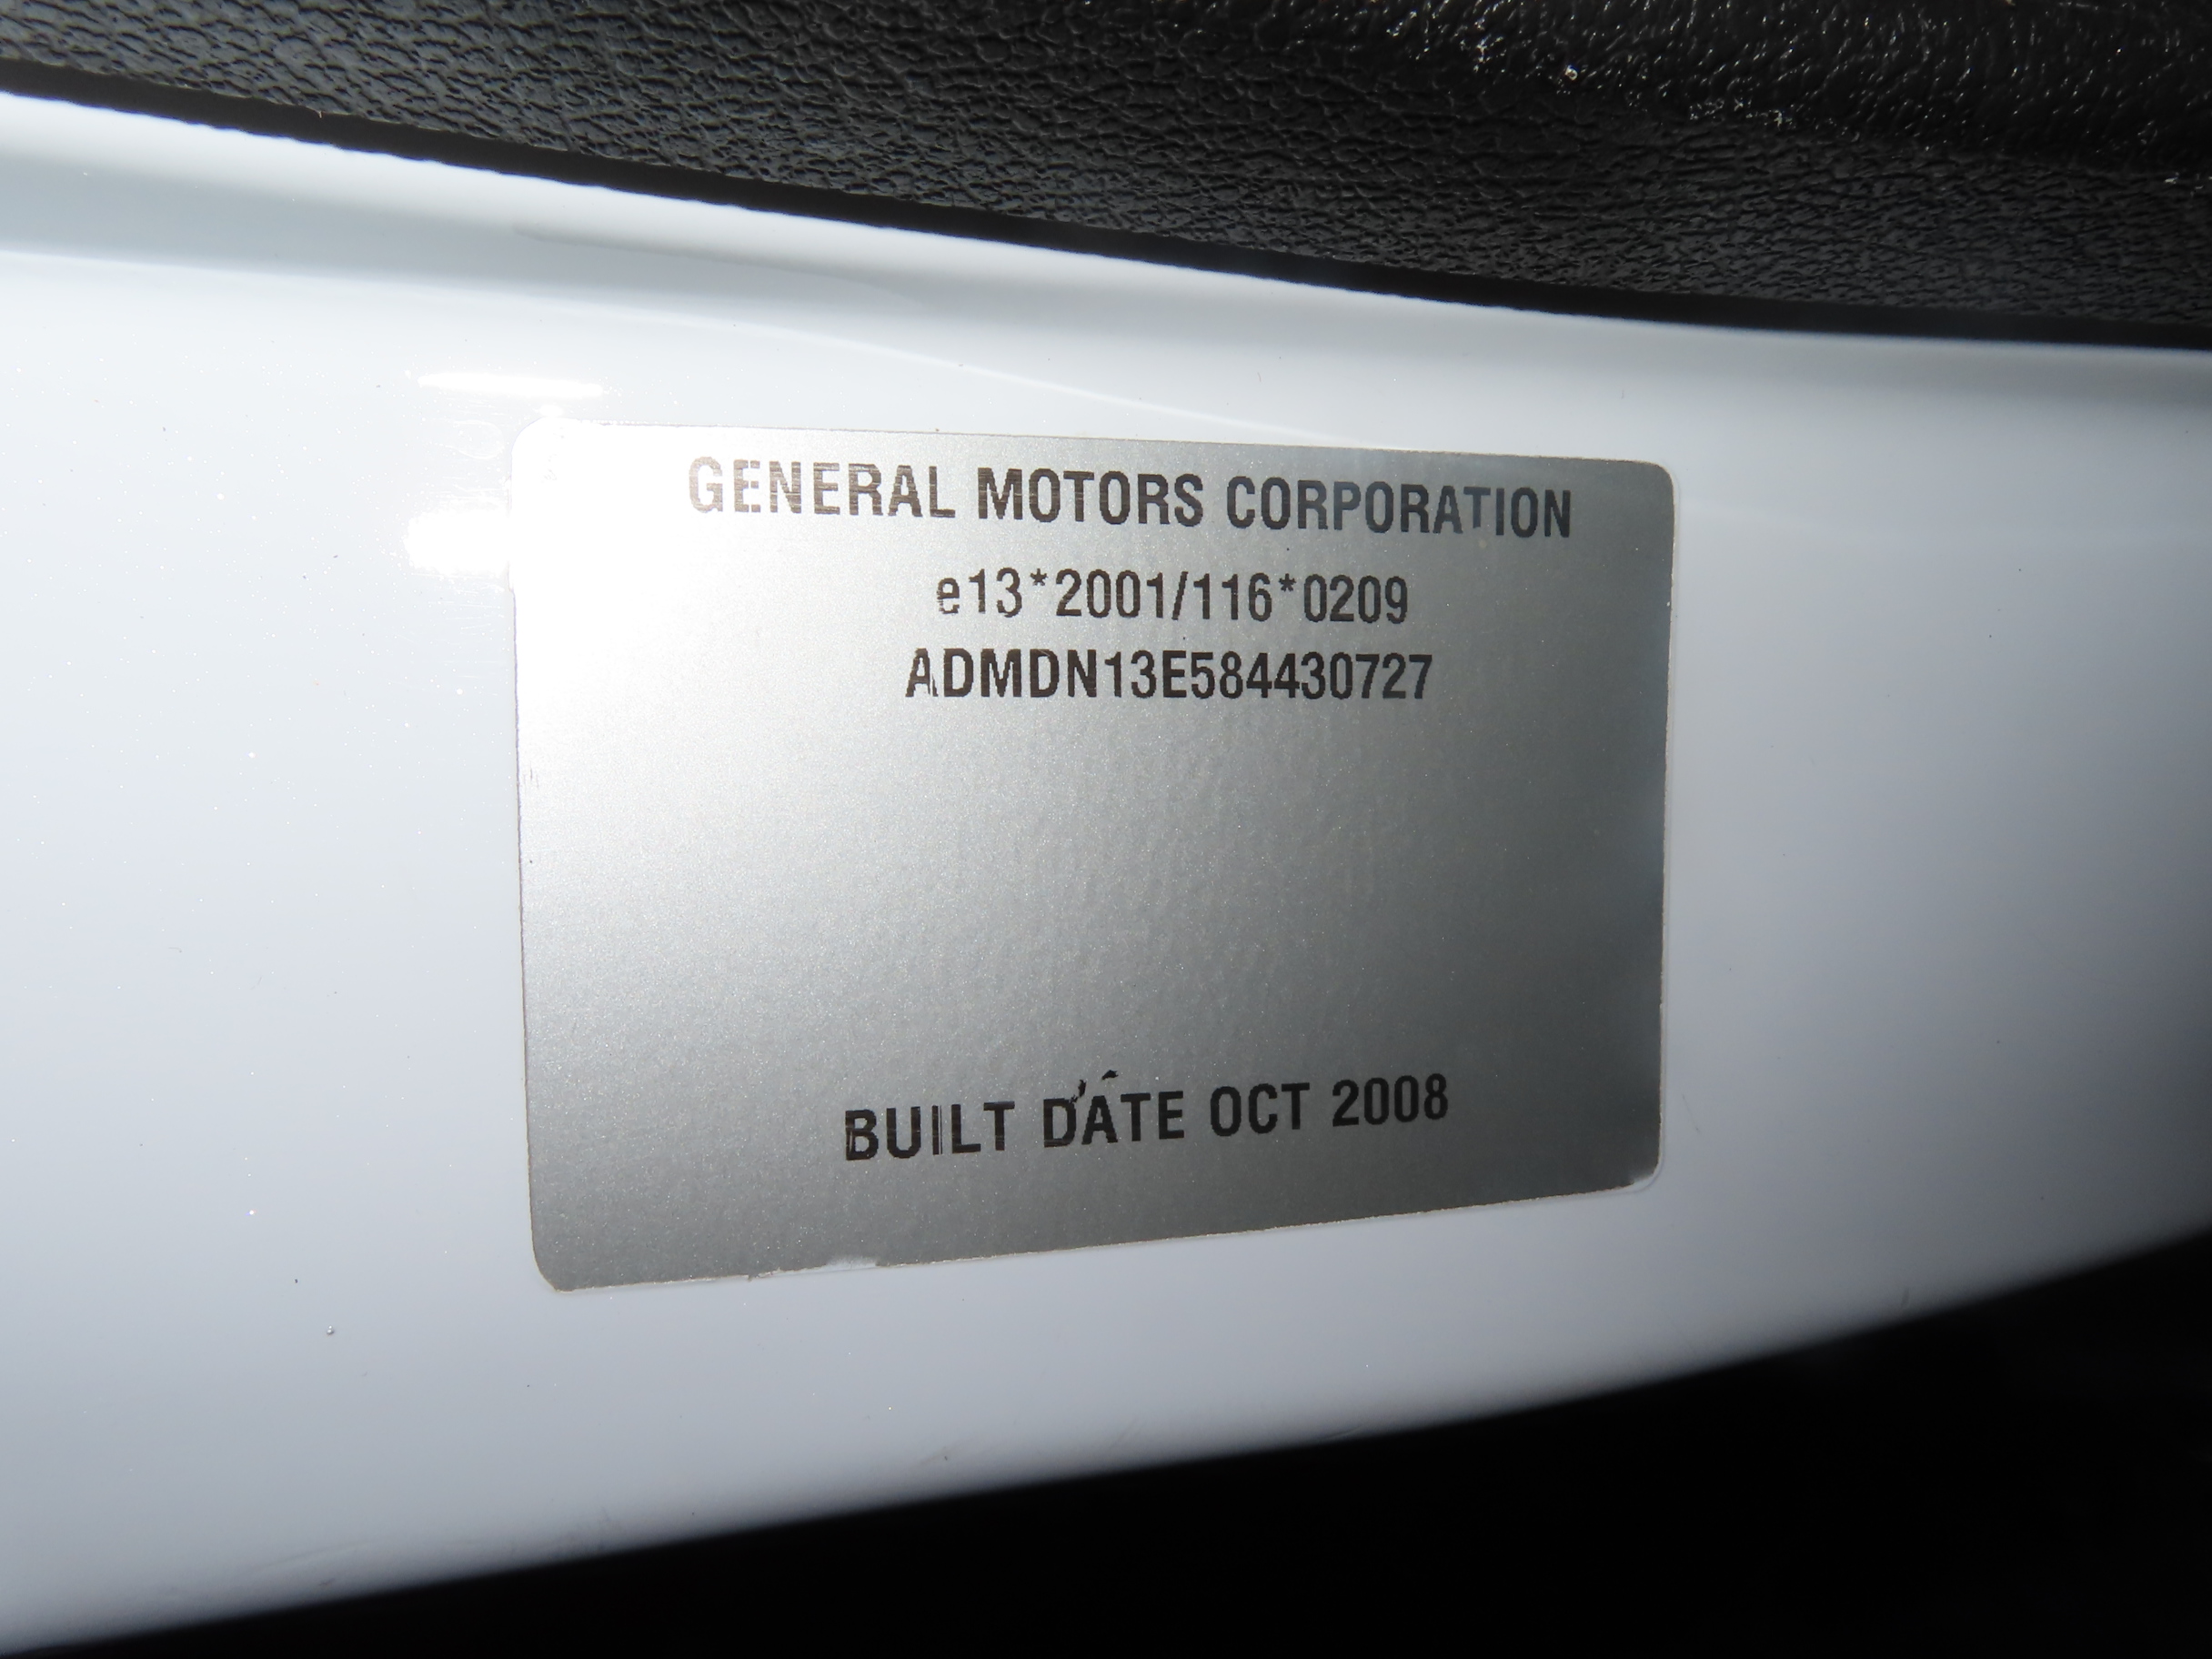 GENERAL MOTORS CORPORATION
e13*2001/116*0209
ADMDN13E584430727
BUILT DATE OCT 2008